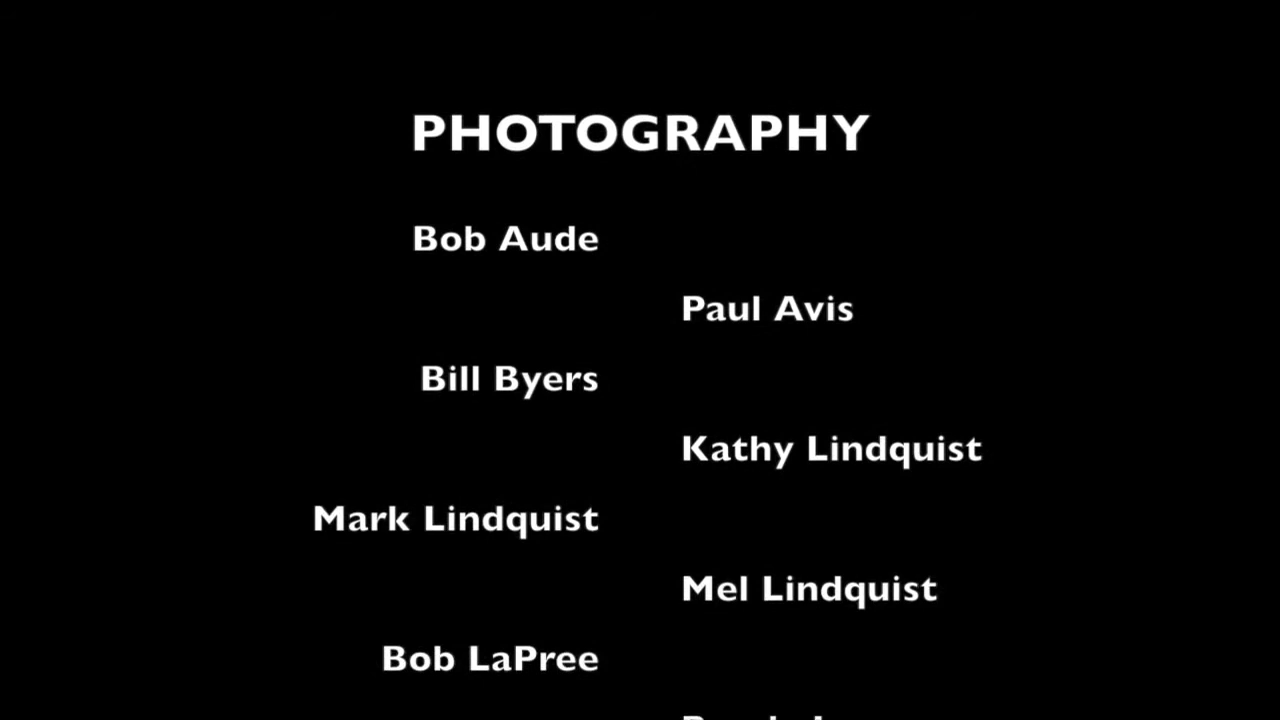 PHOTOGRAPHY
Bob Aude
Paul Avis
Bill Byers
Kathy Lindquist
Mark Lindquist
Mel Lindquist
Bob LaPree